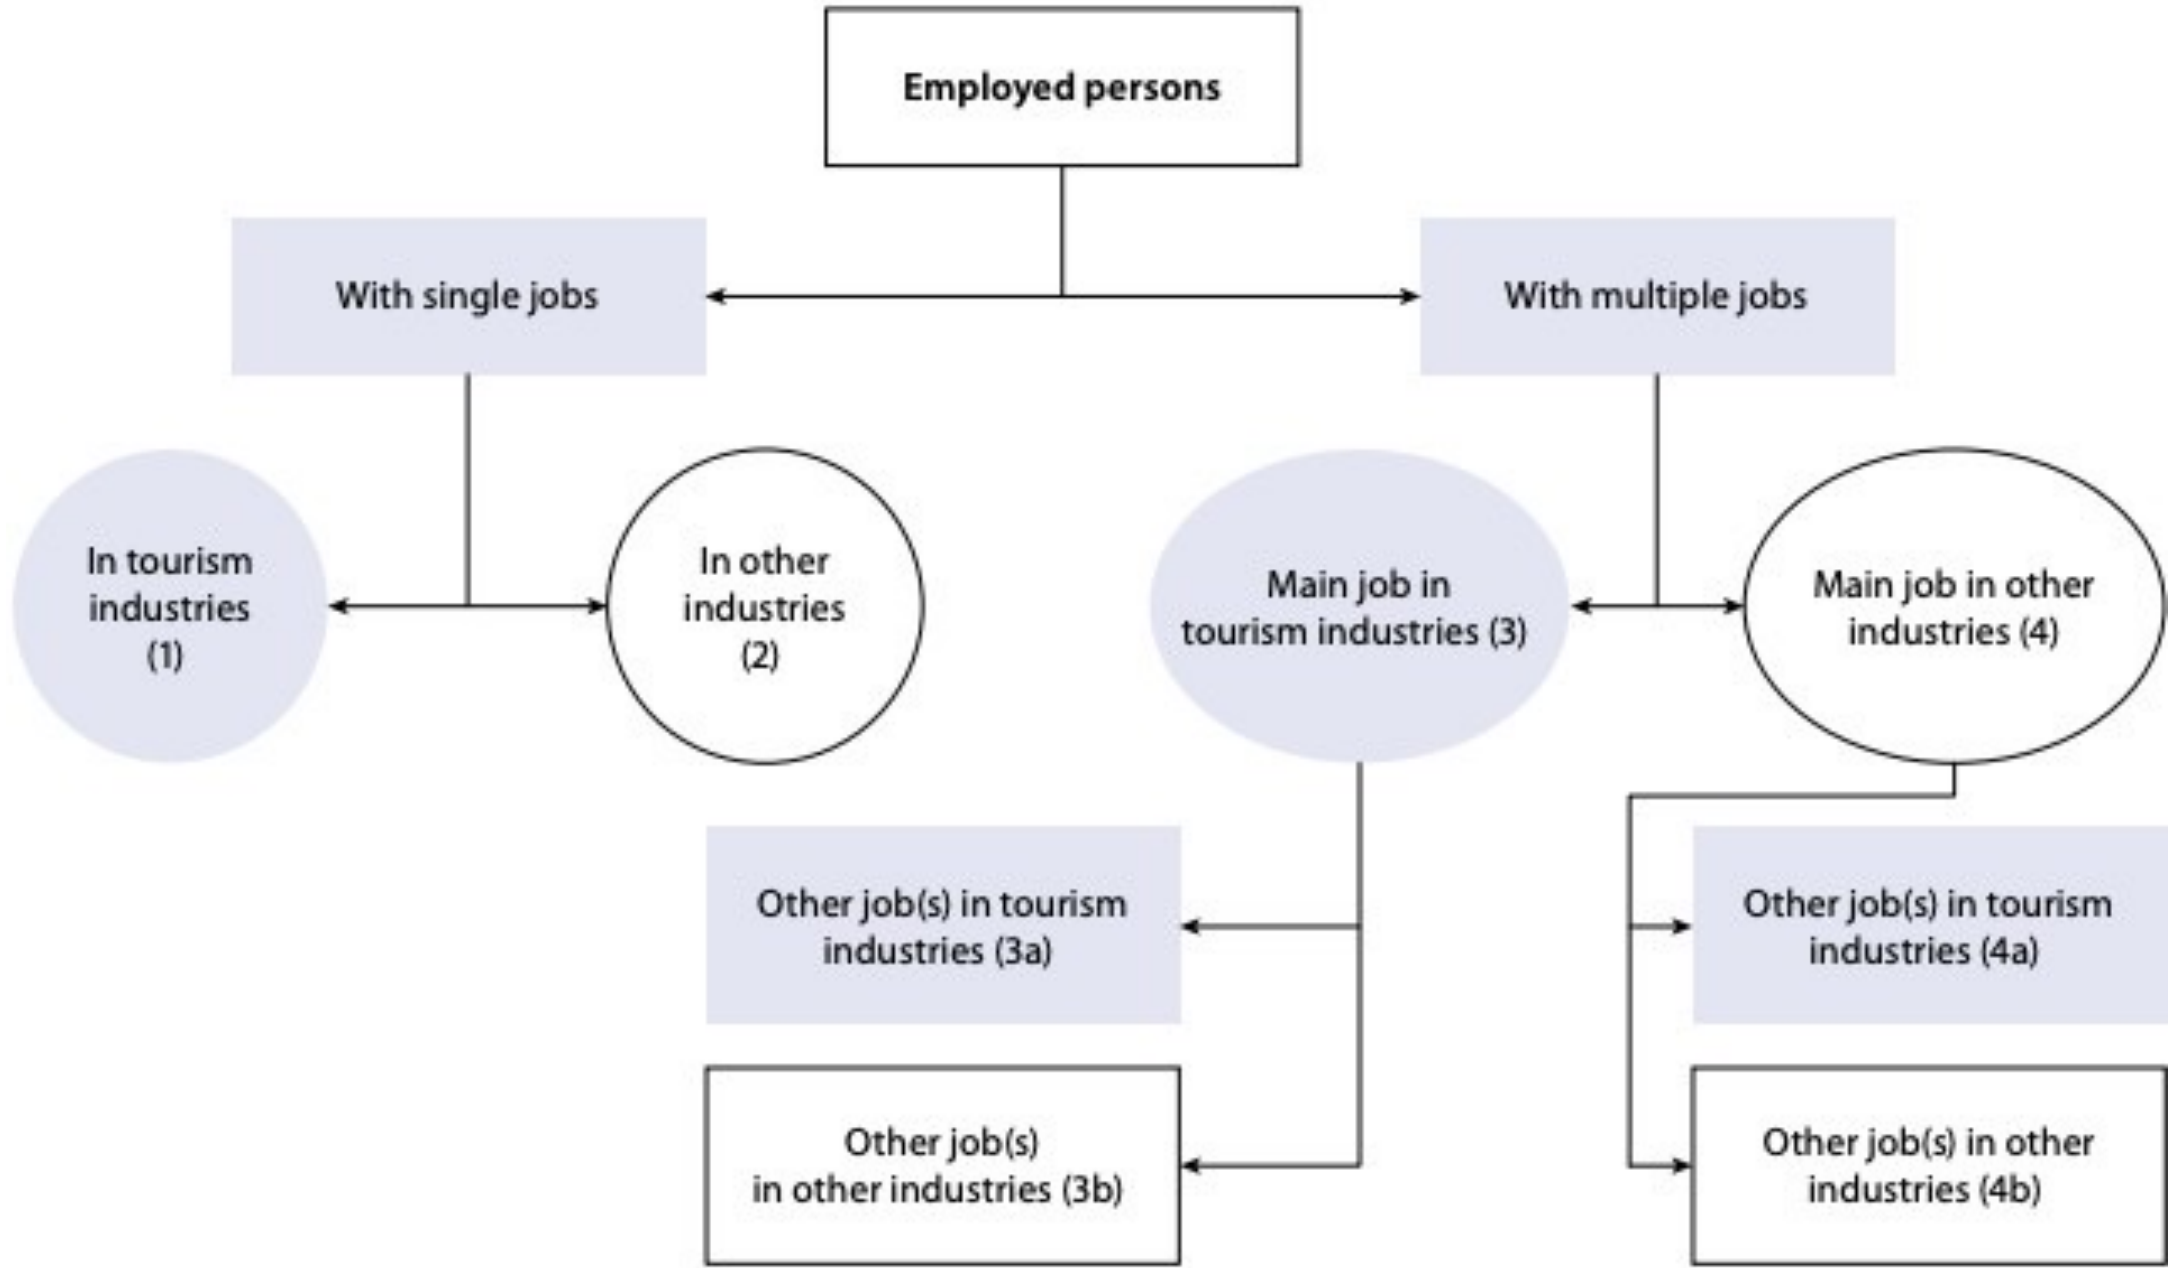 Employed persons
With single jobs
With multiple jobs
In tourism
industries
(1)
In other
industries
(2)
Main job in
tourism industries (3)
Main job in other
industries (4)
Other job(s) in tourism
industries (3a)
Other job(s) in tourism
industries (4a)
Other job(s)
in other industries (3b)
Other job(s) in other
industries (4b)